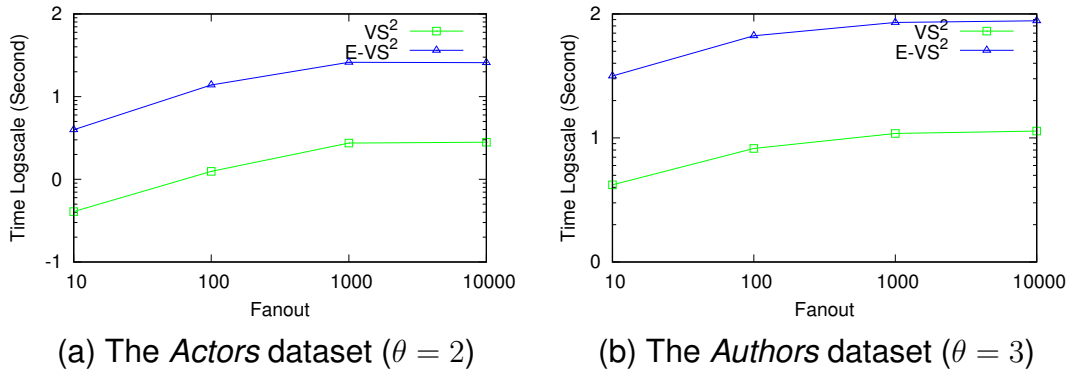 2
1
0
-1
10
100
1000
10000
Time Logscale (Second)
Fanout
VS²
E-VS²
(a) The Actors dataset (θ = 2)
2
1
0
10
100
1000
10000
Time Logscale (Second)
Fanout
VS²
E-VS²
(b) The Authors dataset (θ = 3)